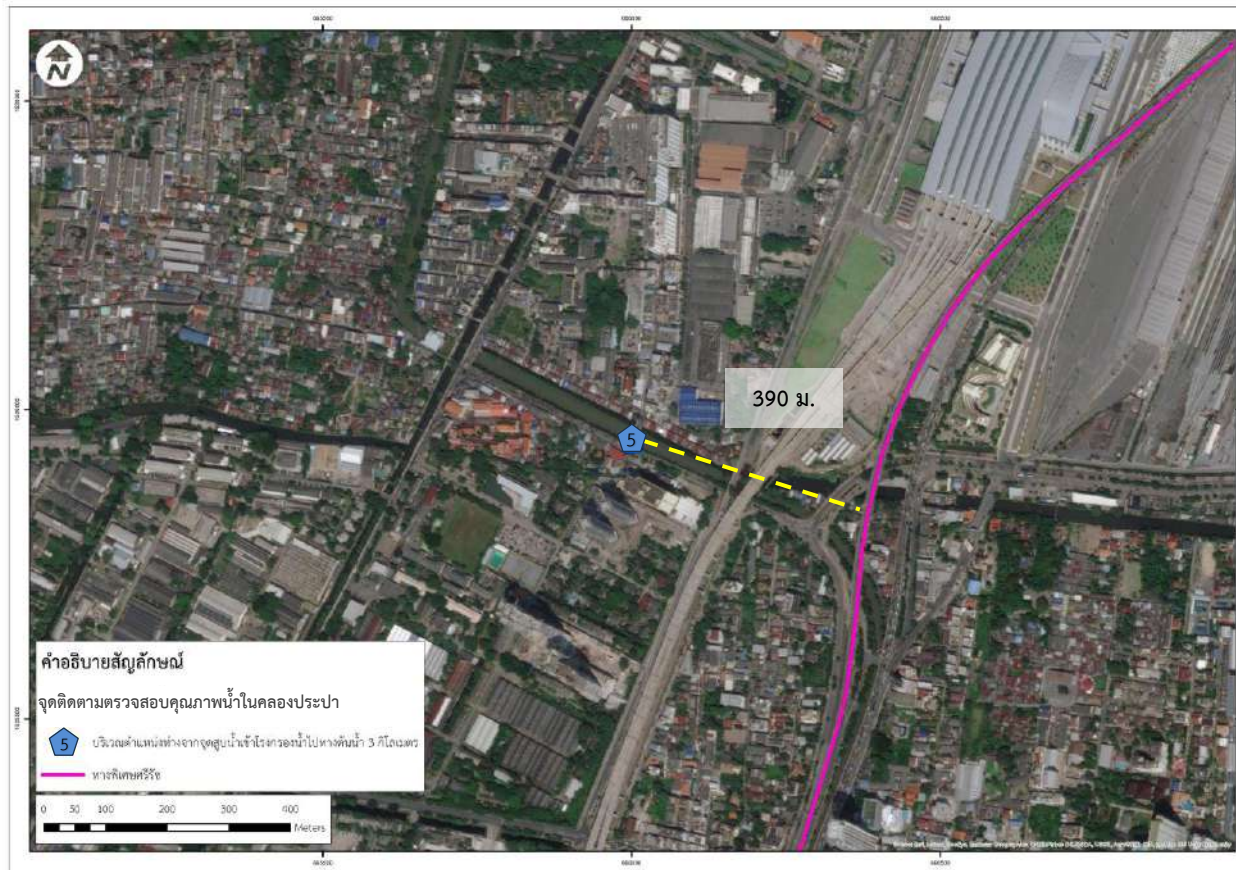 N
390 ม.
5
คำอธิบายสัญลักษณ์
จุดติดตามตรวจสอบคุณภาพน้ำในคลองประปา
5 บริเวณตำแหน่งห่างจากจุดสูบน้ำเข้าโรงกรองน้ำไปทางต้นน้ำ 3 กิโลเมตร
ทางพิเศษศรีรัช
0 50 100 200 300 400
Meters